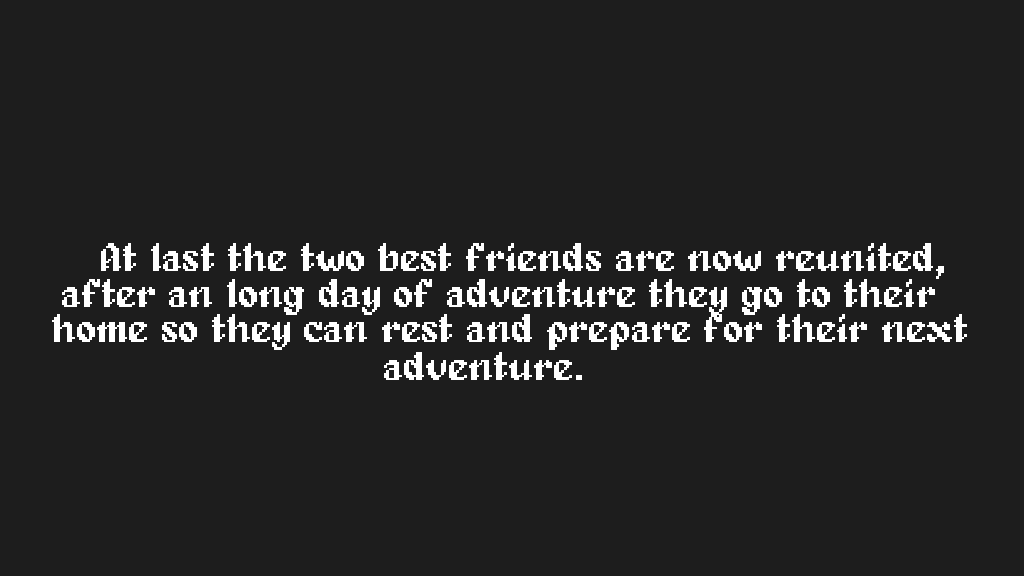 At last the two best friends are now reunited,
after an long day of adventure they go to their
home so they can rest and prepare for their next
adventure.